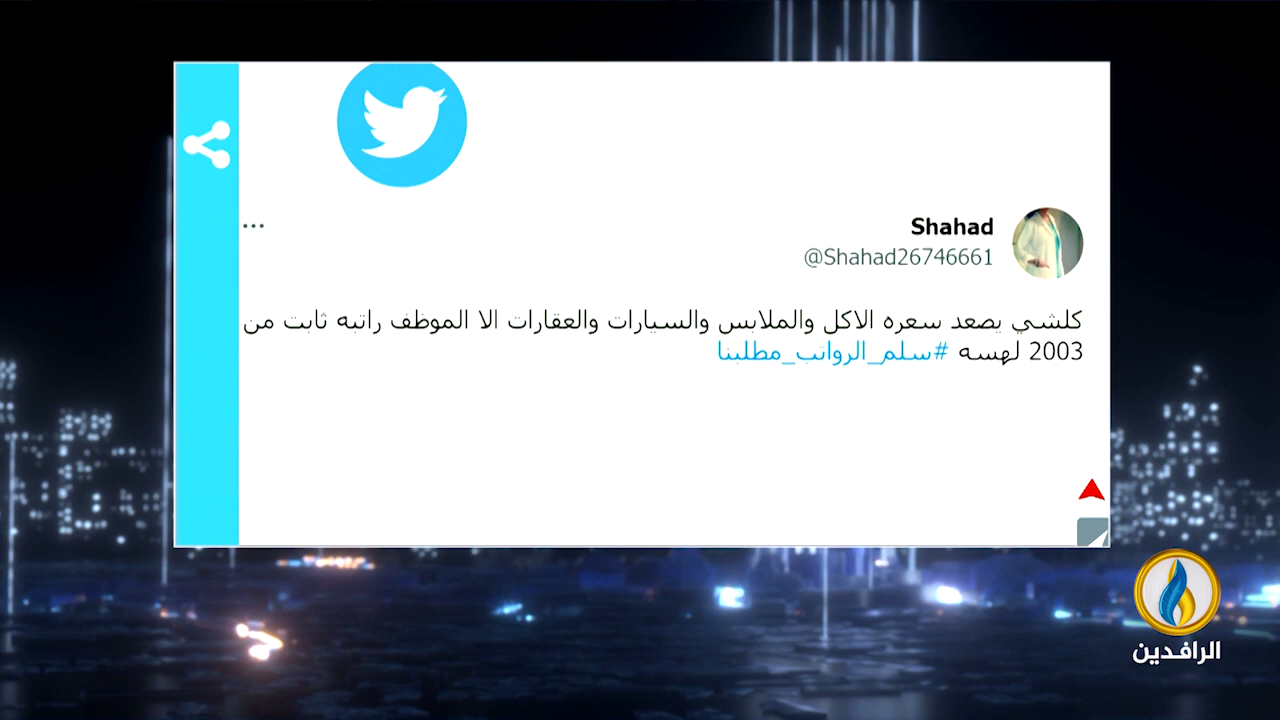 ...
Shahad
@Shahad26746661
كلشي يصعد سعره الاكل والملابس والسيارات والعقارات الا الموظف راتبه ثابت من
2003 لهسه #سلم_الرواتب_مطلبنا
الرافدين